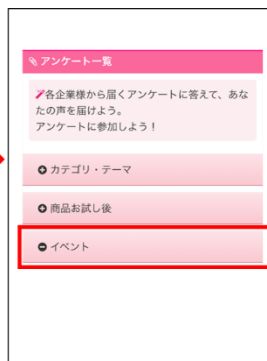 アンケート一覧
各企業様から届くアンケートに答えて、あな
たの声を届けよう。
アンケートに参加しよう！
カテゴリ・テーマ
商品お試し後
イベント